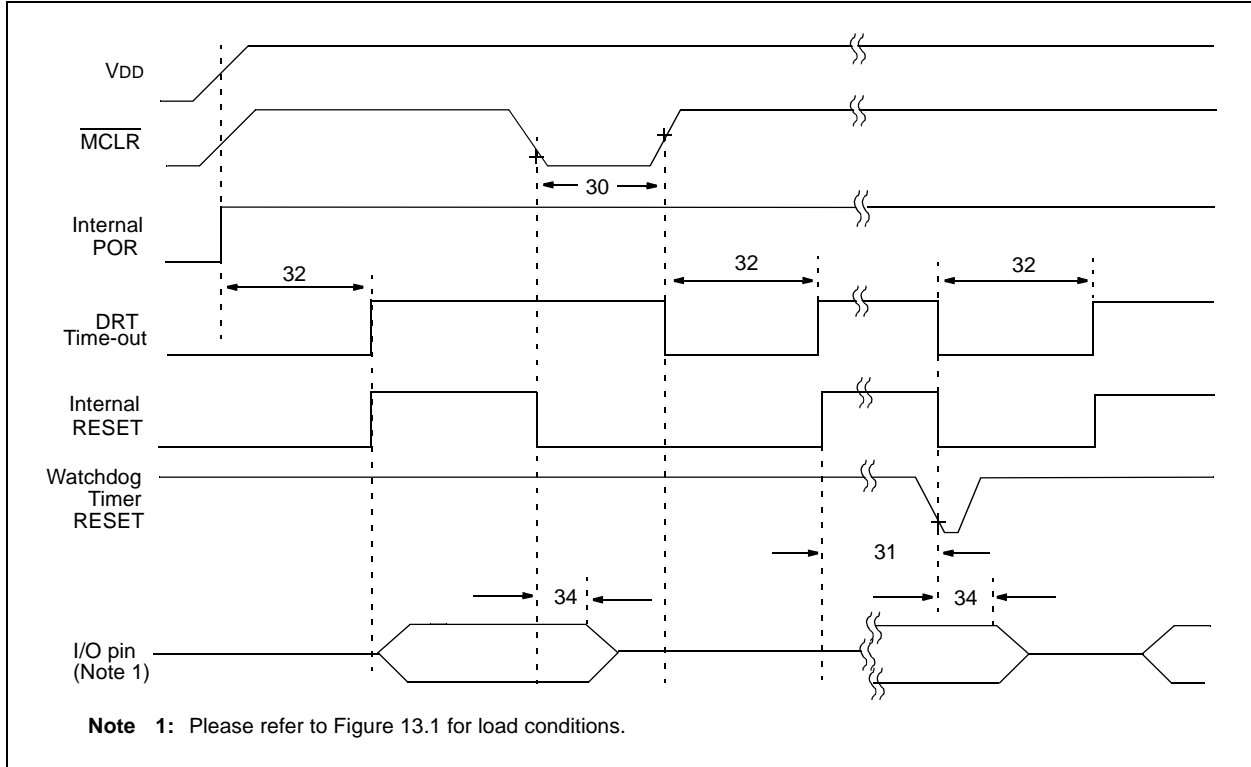 VDD
MCLR
30
Internal
POR
32
32
32
DRT
Time-out
Internal
RESET
Watchdog
Timer
RESET
31
34
34
I/O pin
(Note 1)
Note 1: Please refer to Figure 13.1 for load conditions.